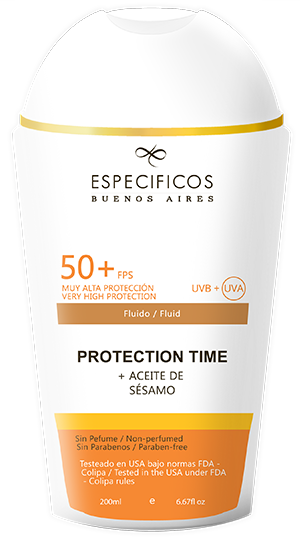 ESPECIFICOS
BUENOS AIRES
50+ FPS
MUY ALTA PROTECCIÓN
VERY HIGH PROTECTION
UVB + UVA
Fluido / Fluid
PROTECTION TIME
+ ACEITE DE
SÉSAMO
Sin Pefume / Non-perfumed
Sin Parabenos / Paraben-free
Testeado en USA bajo normas FDA -
Colipa / Tested in the USA under FDA
- Colipa rules
200ml e 6.67fl oz